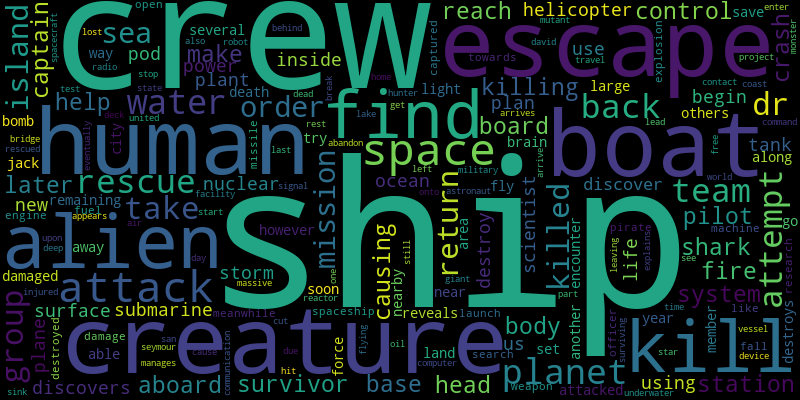 crew
escape
reach
helicopter
control
save
open
enter
lost
island
captain
sea
several
also
robot
behind
mutant
david
travel
towards
explosion
crash
project
monster
way
pod
make
power
inside
captured
use
spacecraft
radio
stop
home
hunter
get
light
killing
large
contact
coast
test
state
plant
death
dead
break
plan
begin
others
help
water
order
find
back
dr
bomb
deck
united
city
missile
lake
arrives
lead
command
bridge
rescued
try
rest
abandon
board
tank
jack
eventually
human
last
space
brain
boat
free
along
arrive
later
rescue
nuclear
left
military
fly
discover
world
new
remaining
fuel
facility
signal
ocean
astronaut
team
go
engine
appears
take
start
mission
onto
return
area
scientist
killed
encounter
pilot
machine
attempt
alien
air
however
still
destroy
pirate
shark
see
upon
deep
away
day
ship
causing
nearby
leaving
life
explains
fire
research
damaged
storm
one
near
giant
part
injured
attack
massive
soon
reveals
launch
system
time
surface
submarine
meanwhile
reactor
spaceship
another
officer
surviving
member
year
like
destroys
group
plane
destroyed
damage
san
creature
cut
flying
oil
body
star
vessel
able
seymour
cause
communication
due
force
land
computer
us
set
kill
fall
device
manages
hit
search
planet
discovers
aboard
survivor
base
head
weapon
attacked
using
station
sink
underwater